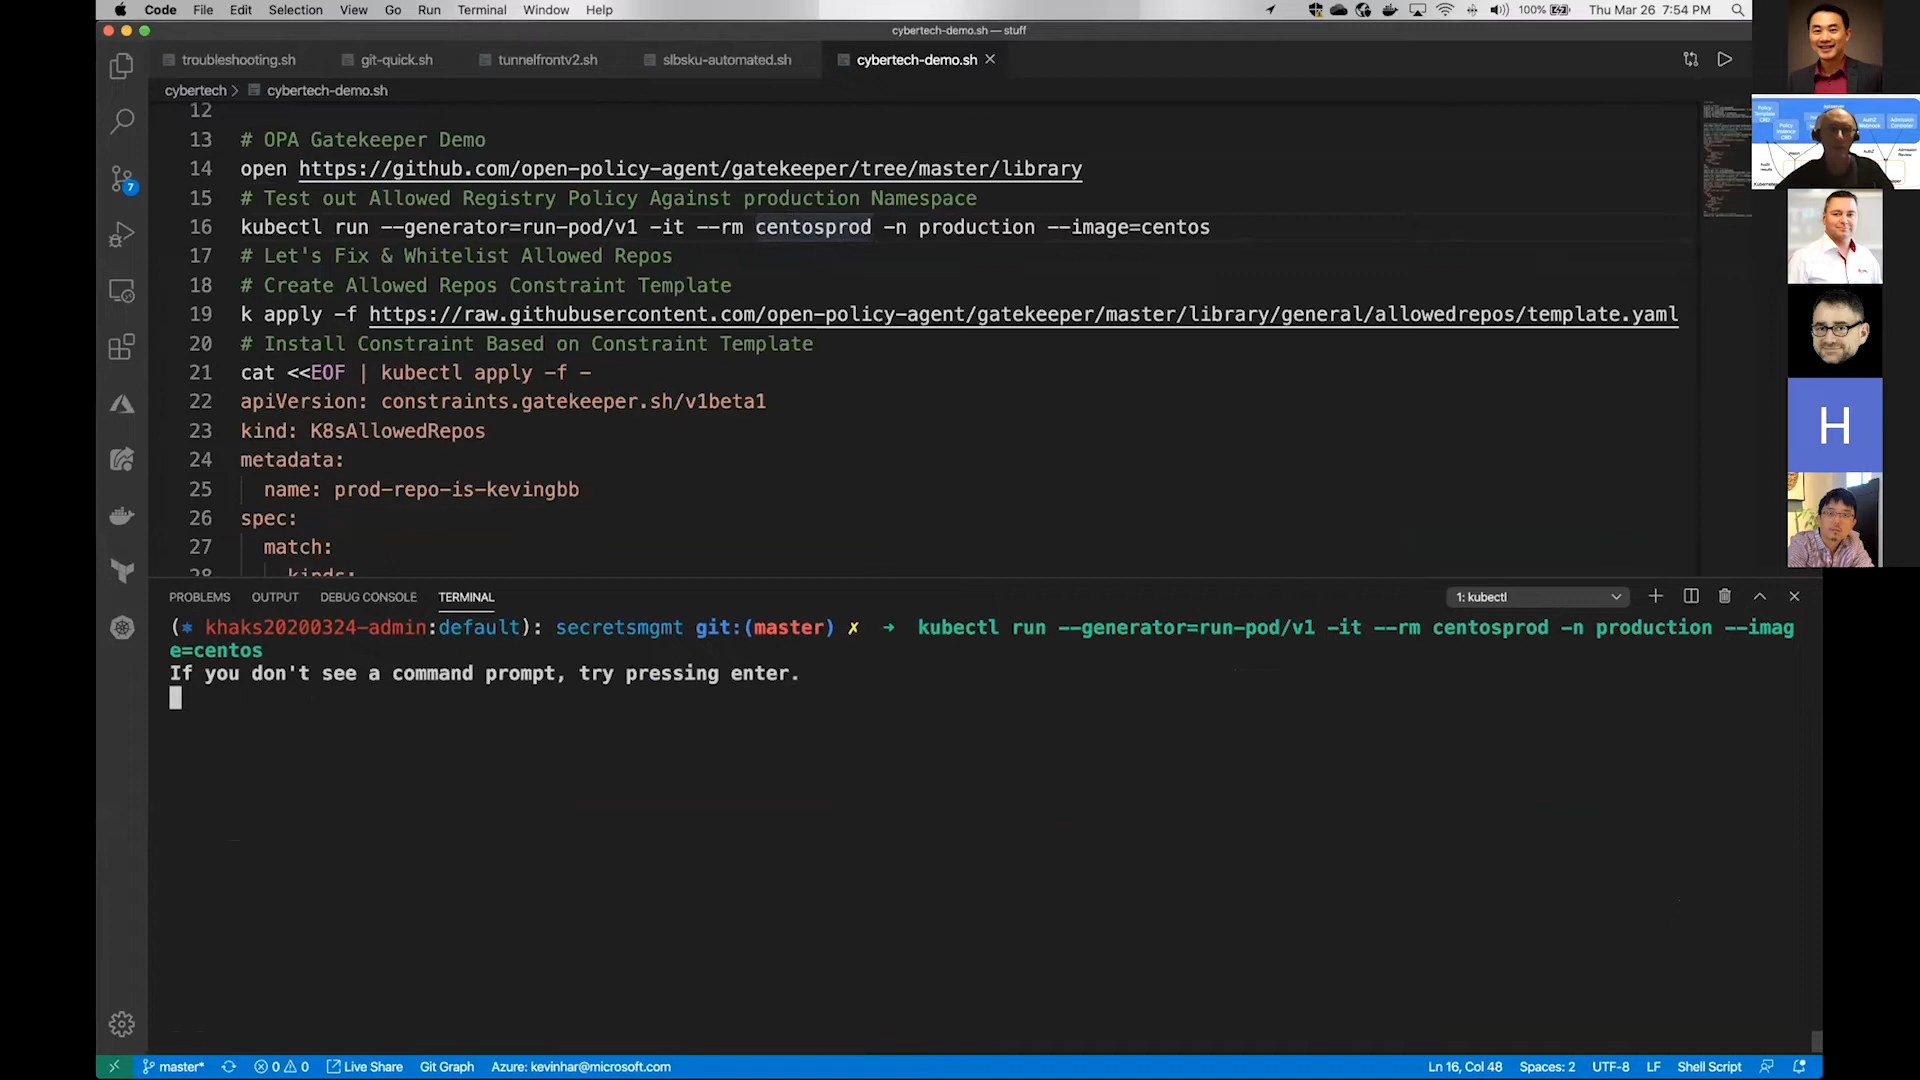 Code File Edit Selection View Go Run Terminal Window Help 100% Thu Mar 26 7:54 PM
cybertech-demo.sh — stuff
troubleshooting.sh git-quick.sh tunnelfrontv2.sh slbsku-automated.sh cybertech-demo.sh
cybertech > cybertech-demo.sh
12
13 # OPA Gatekeeper Demo
14 open https://github.com/open-policy-agent/gatekeeper/tree/master/library
15 # Test out Allowed Registry Policy Against production Namespace
16 kubectl run --generator=run-pod/v1 -it --rm centosprod -n production --image=centos
17 # Let's Fix & Whitelist Allowed Repos
18 # Create Allowed Repos Constraint Template
19 k apply -f https://raw.githubusercontent.com/open-policy-agent/gatekeeper/master/library/general/allowedrepos/template.yaml
20 # Install Constraint Based on Constraint Template
21 cat <<EOF | kubectl apply -f -
22 apiVersion: constraints.gatekeeper.sh/v1beta1
23 kind: K8sAllowedRepos
24 metadata:
25 name: prod-repo-is-kevingbb
26 spec:
27 match:
28 kinds:
7
H
PROBLEMS OUTPUT DEBUG CONSOLE TERMINAL 1: kubectl
(* khaks20200324-admin:default): secretsmgmt git:(master) ✗ → kubectl run --generator=run-pod/v1 -it --rm centosprod -n production --imag
e=centos
If you don't see a command prompt, try pressing enter.
master* 0 0 Live Share Git Graph Azure: kevinhar@microsoft.com Ln 16, Col 48 Spaces: 2 UTF-8 LF Shell Script